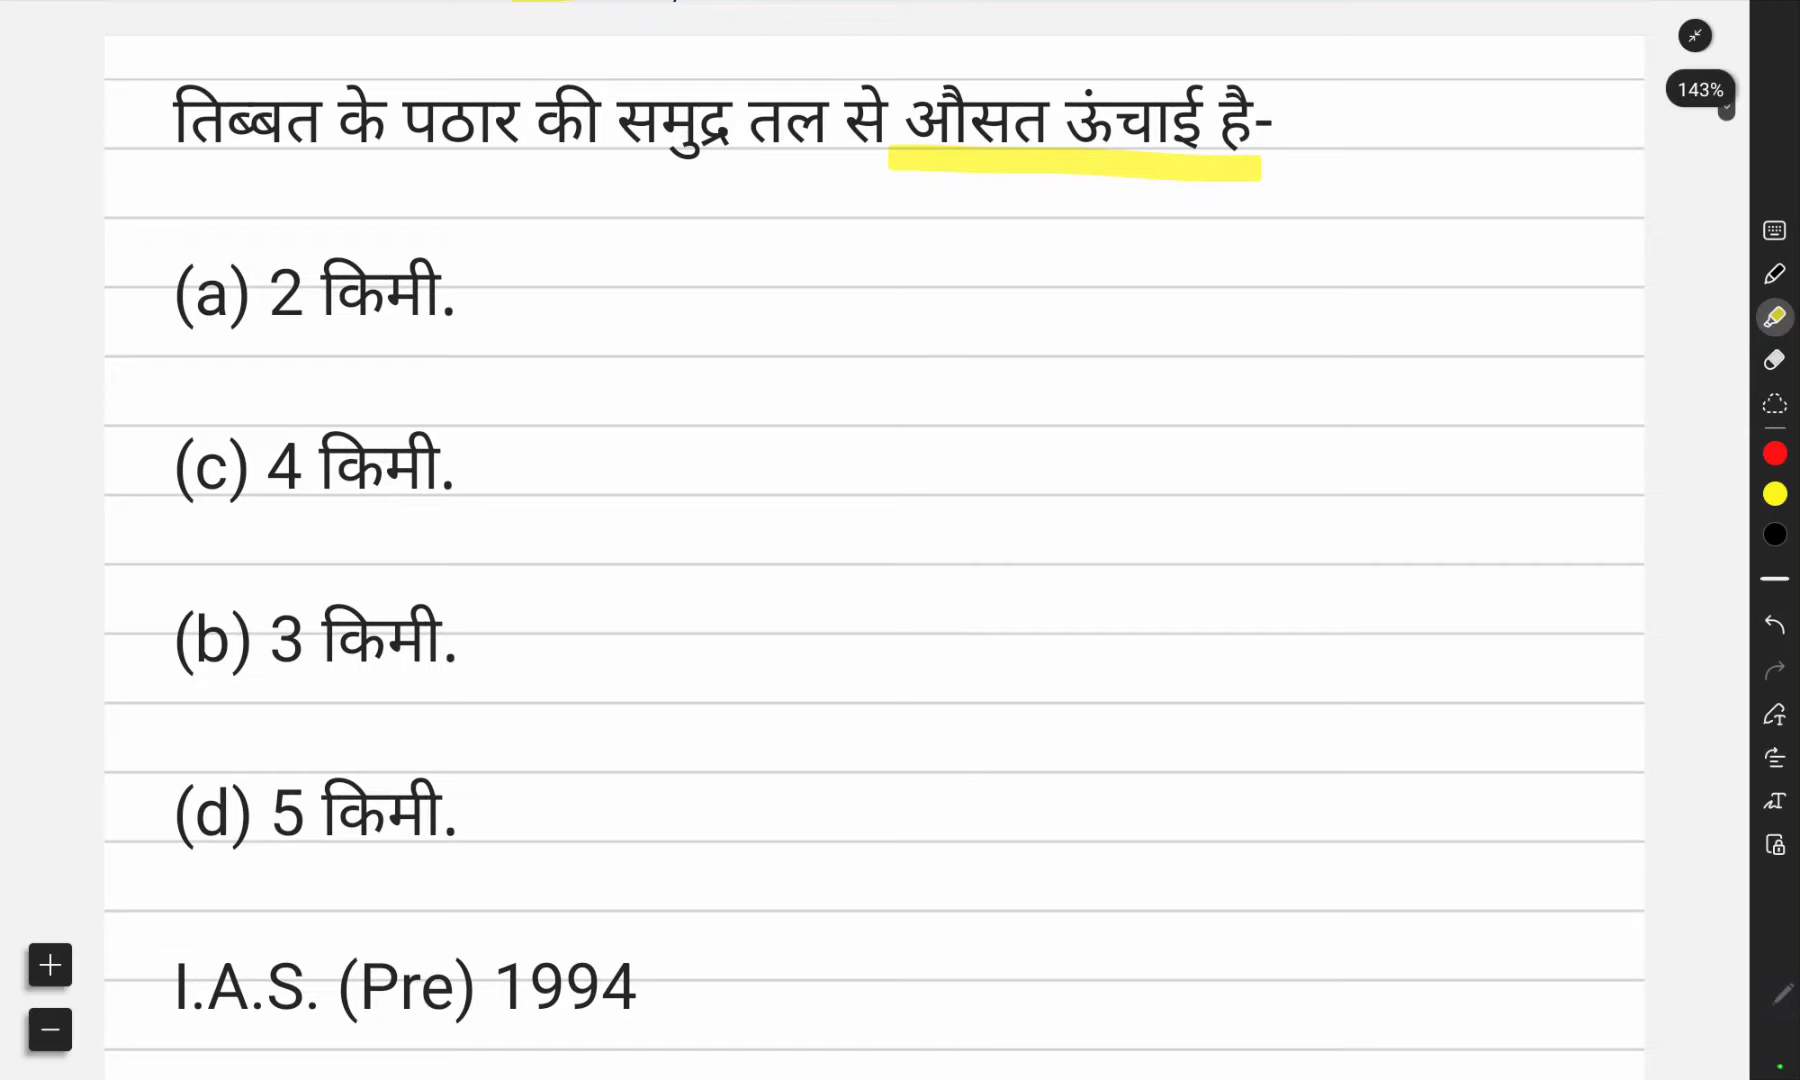 तिब्बत के पठार की समुद्र तल से औसत ऊंचाई है-
143%
(a) 2 किमी.
(c) 4 किमी.
(b) 3 किमी.
(d) 5 किमी.
I.A.S. (Pre) 1994